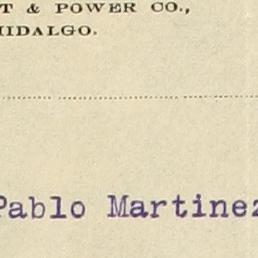 T & POWER CO.,
HIDALGO.
Pablo Martinez